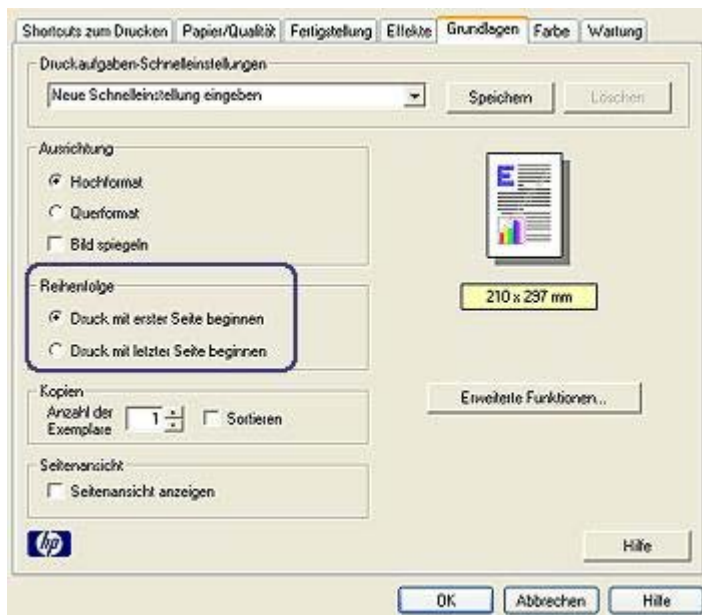 Shortcuts zum Drucken Papier/Qualität Fertigstellung Effekte Grundlagen Farbe Wartung
Druckaufgaben-Schnelleinstellungen
Neue Schnelleinstellung eingeben Speichern Löschen
Ausrichtung
Hochformat
Querformat
Bild spiegeln
E
Reihenfolge
Druck mit erster Seite beginnen
Druck mit letzter Seite beginnen
210 x 297 mm
Kopien
Anzahl der
Exemplare 1 Sortieren
Erweiterte Funktionen...
Seitenansicht
Seitenansicht anzeigen
hp Hilfe
OK Abbrechen Hilfe